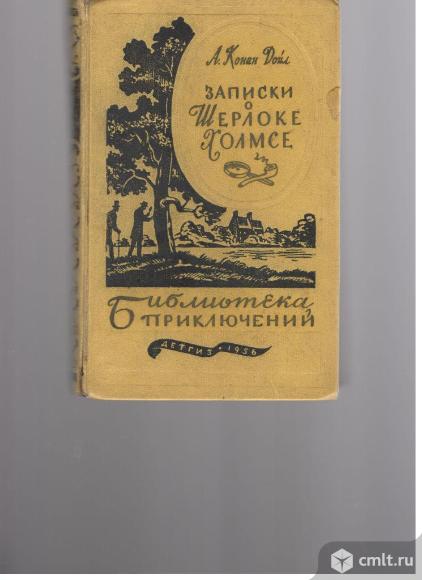 А. Конан Дойл
ЗАПИСКИ
О
ШЕРЛОКЕ
ХОЛМСЕ
Библиотека
ПРИКЛЮЧЕНИЙ
ДЕТГИЗ • 1956
cmlt.ru